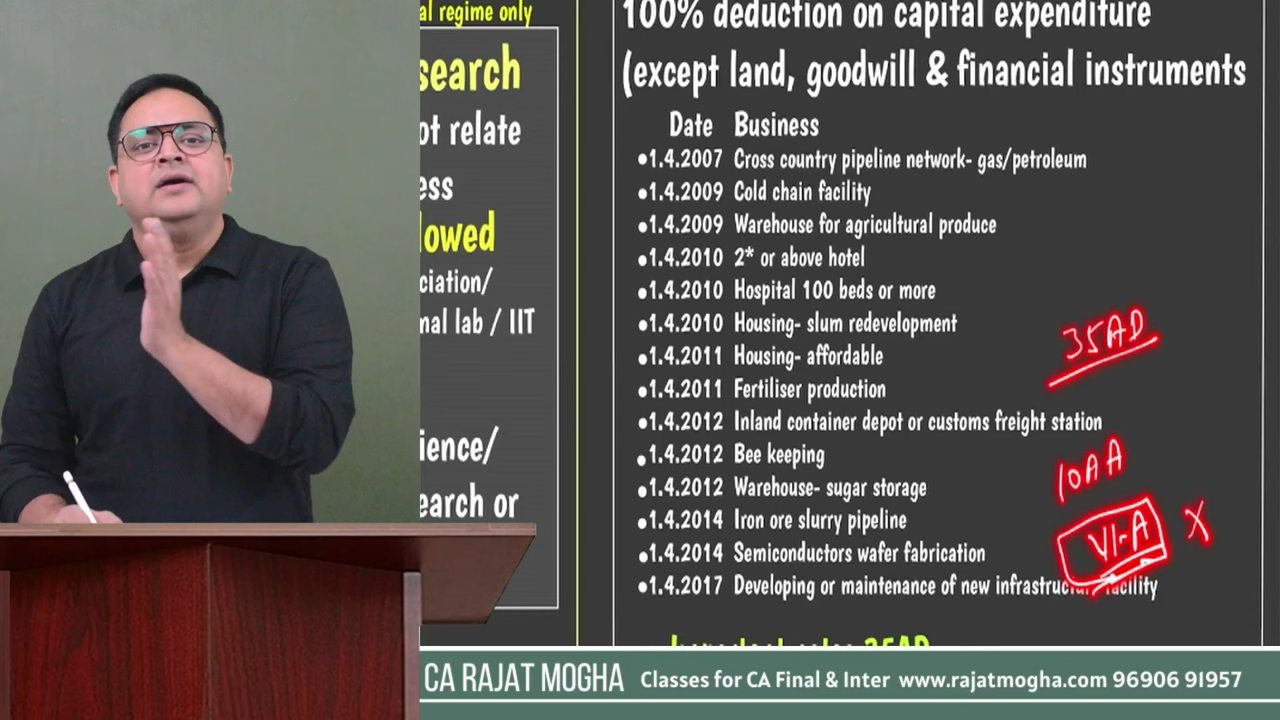 al regime only
search
ot relate
ess
lowed
ciation/
nal lab / IIT
ience/
earch or
100% deduction on capital expenditure
(except land, goodwill & financial instruments
Date Business
•1.4.2007 Cross country pipeline network- gas/petroleum
•1.4.2009 Cold chain facility
•1.4.2009 Warehouse for agricultural produce
•1.4.2010 2* or above hotel
•1.4.2010 Hospital 100 beds or more
•1.4.2010 Housing- slum redevelopment
•1.4.2011 Housing- affordable
•1.4.2011 Fertiliser production
•1.4.2012 Inland container depot or customs freight station
•1.4.2012 Bee keeping
•1.4.2012 Warehouse- sugar storage
•1.4.2014 Iron ore slurry pipeline
•1.4.2014 Semiconductors wafer fabrication
•1.4.2017 Developing or maintenance of new infrastructure facility
35AD
10AA
VI-A X
CA RAJAT MOGHA Classes for CA Final & Inter www.rajatmogha.com 96906 91957